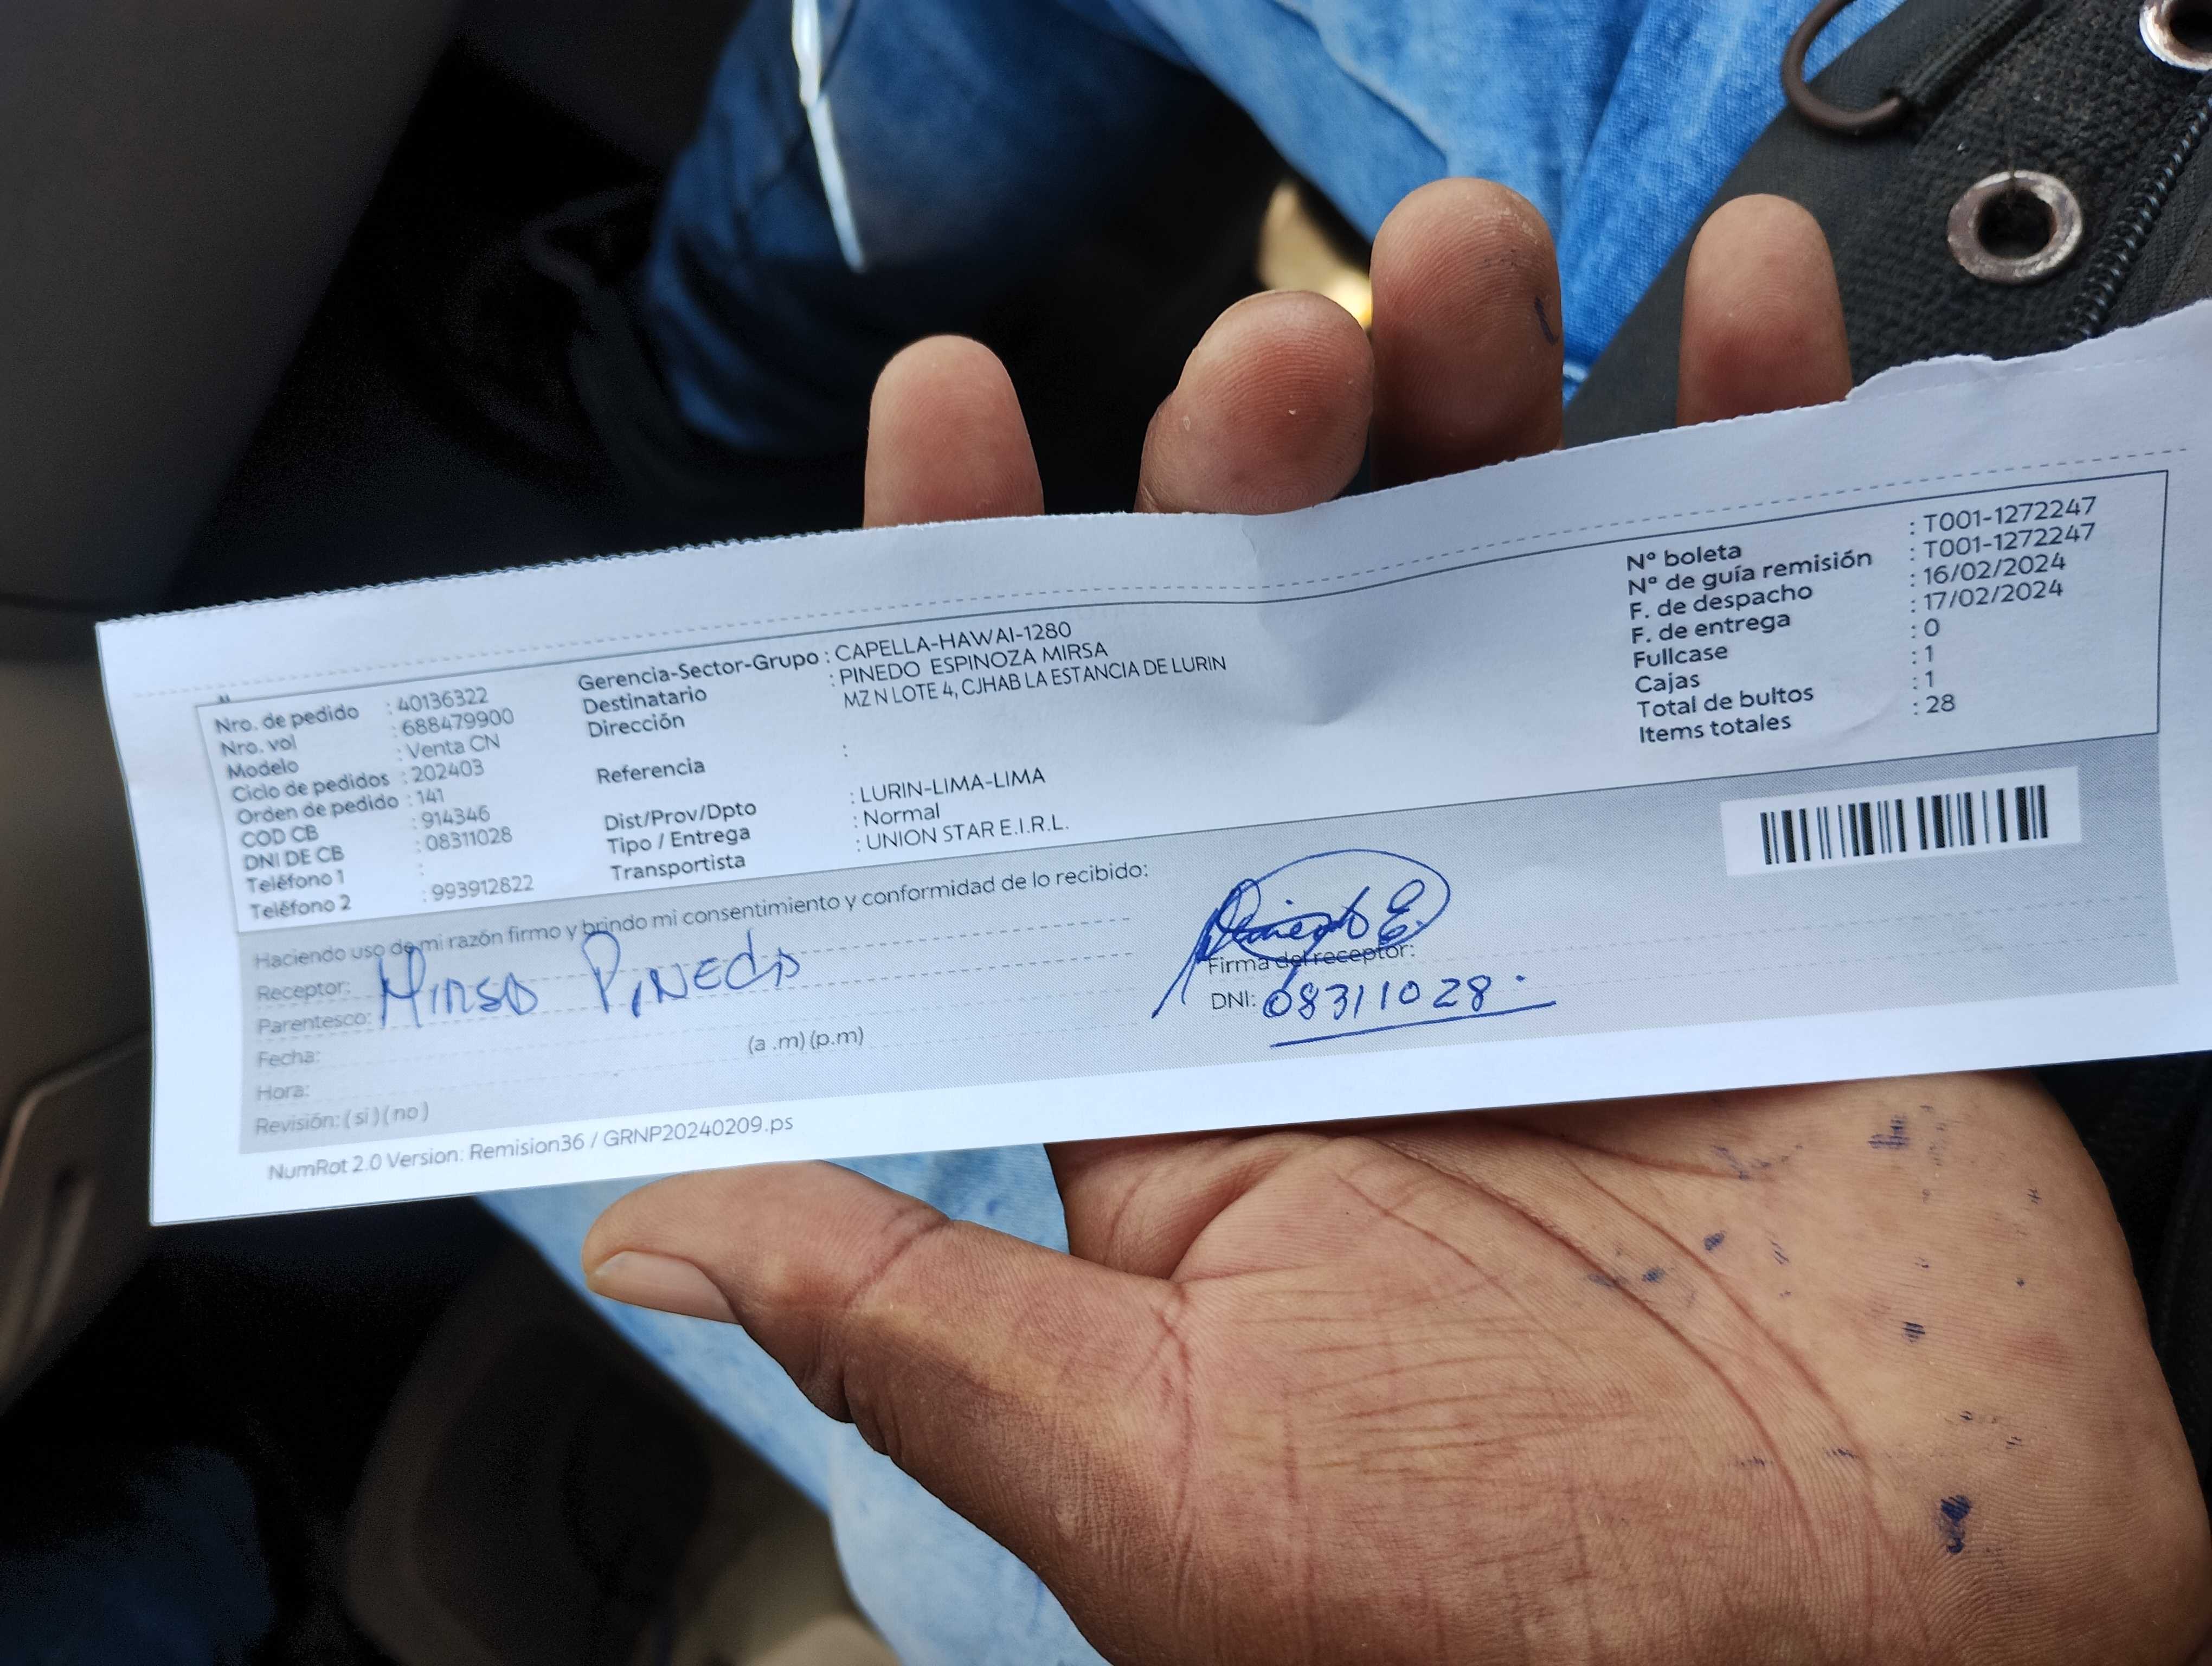 Nro. de pedido : 40136322
Nro. vol : 688479900
Modelo : Venta CN
Ciclo de pedidos : 202403
Orden de pedido : 141
COD CB : 914346
DNI DE CB : 08311028
Teléfono 1 :
Teléfono 2 : 993912822
Gerencia-Sector-Grupo : CAPELLA-HAWAI-1280
Destinatario : PINEDO ESPINOZA MIRSA
Dirección MZ N LOTE 4, CJHAB LA ESTANCIA DE LURIN
Referencia :
Dist/Prov/Dpto : LURIN-LIMA-LIMA
Tipo / Entrega : Normal
Transportista : UNION STAR E.I.R.L.
N° boleta : T001-1272247
N° de guía remisión : T001-1272247
F. de despacho : 16/02/2024
F. de entrega : 17/02/2024
Fullcase : 0
Cajas : 1
Total de bultos : 1
Items totales : 28
Haciendo uso de mi razón firmo y brindo mi consentimiento y conformidad de lo recibido:
Receptor: MIRSA PINEDO
Parentesco:
Fecha:
Hora: (a .m) (p.m)
Revisión: ( si ) ( no )
Pinedo E.
Firma del receptor:
DNI: 08311028.
NumRot 2.0 Version: Remision36 / GRNP20240209.ps